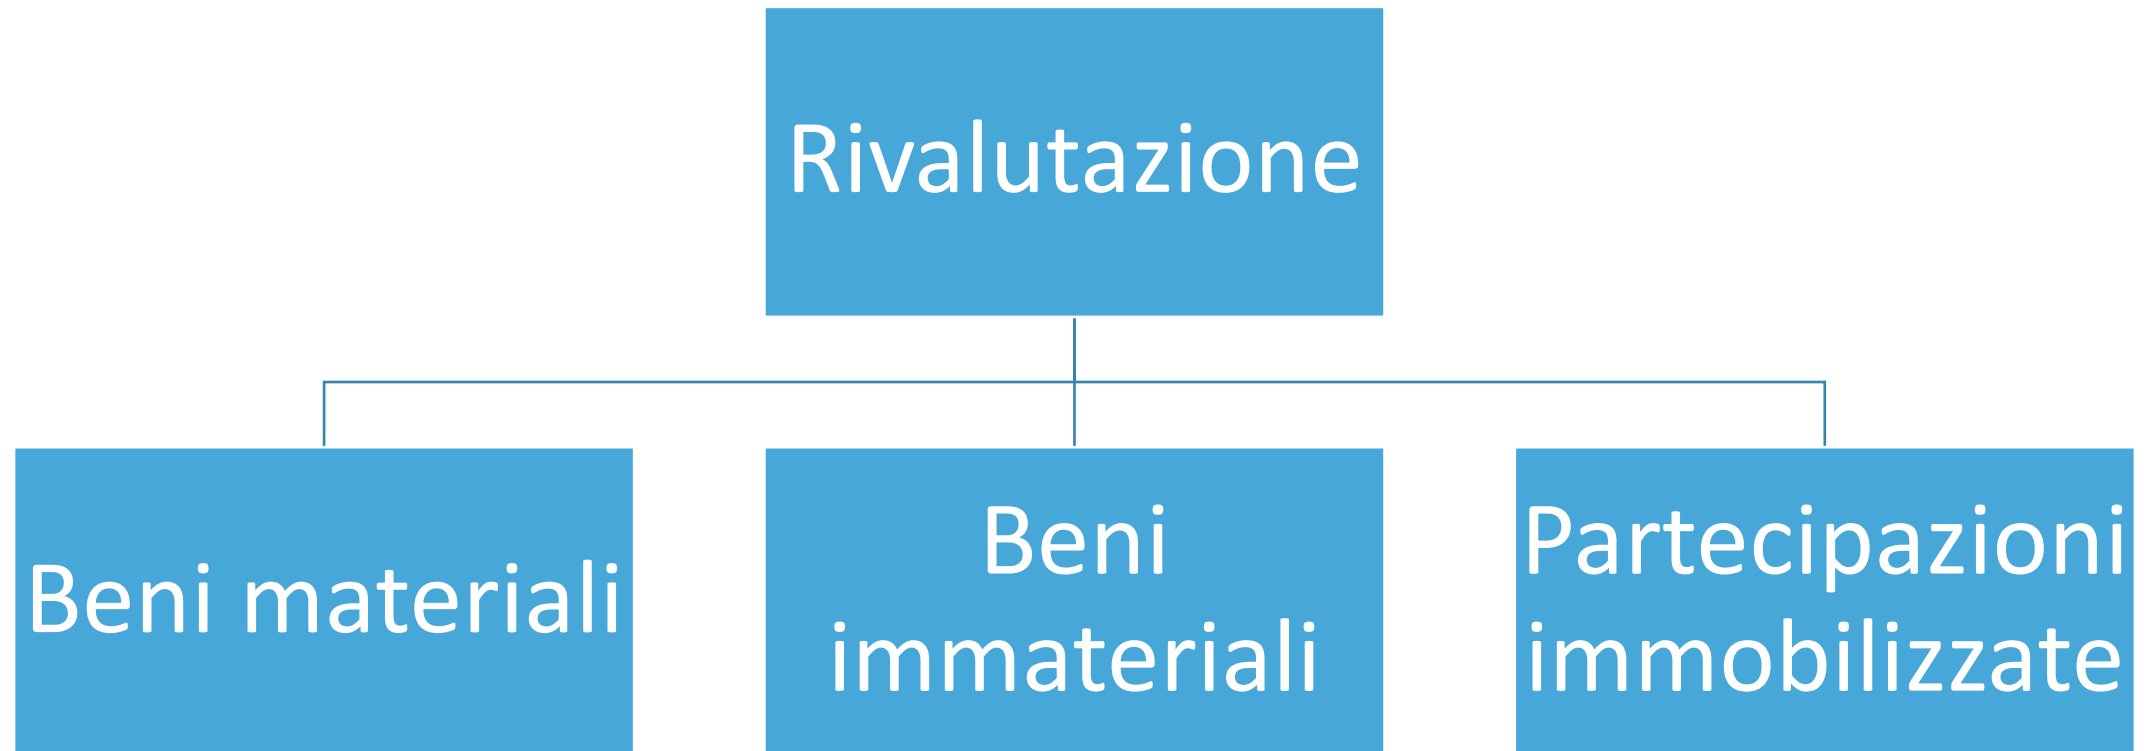 Rivalutazione
Beni materiali
Beni
immateriali
Partecipazioni
immobilizzate